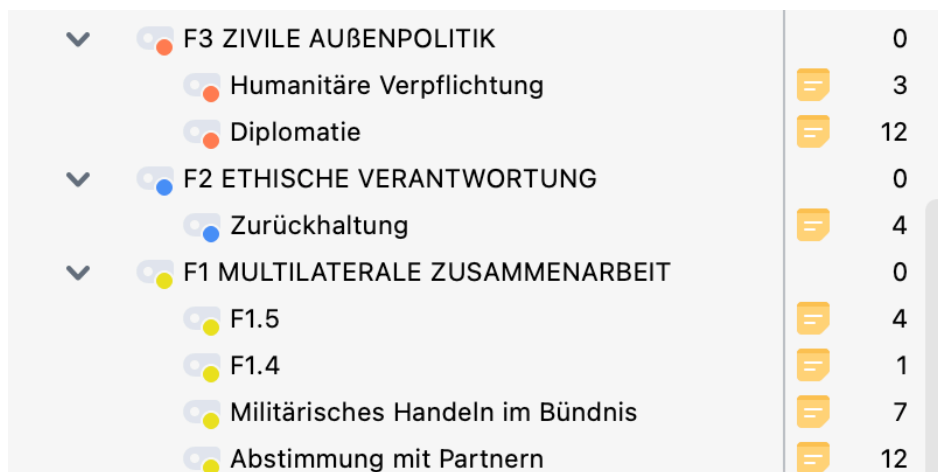 F3 ZIVILE AUßENPOLITIK 0
Humanitäre Verpflichtung 3
Diplomatie 12
F2 ETHISCHE VERANTWORTUNG 0
Zurückhaltung 4
F1 MULTILATERALE ZUSAMMENARBEIT 0
F1.5 4
F1.4 1
Militärisches Handeln im Bündnis 7
Abstimmung mit Partnern 12